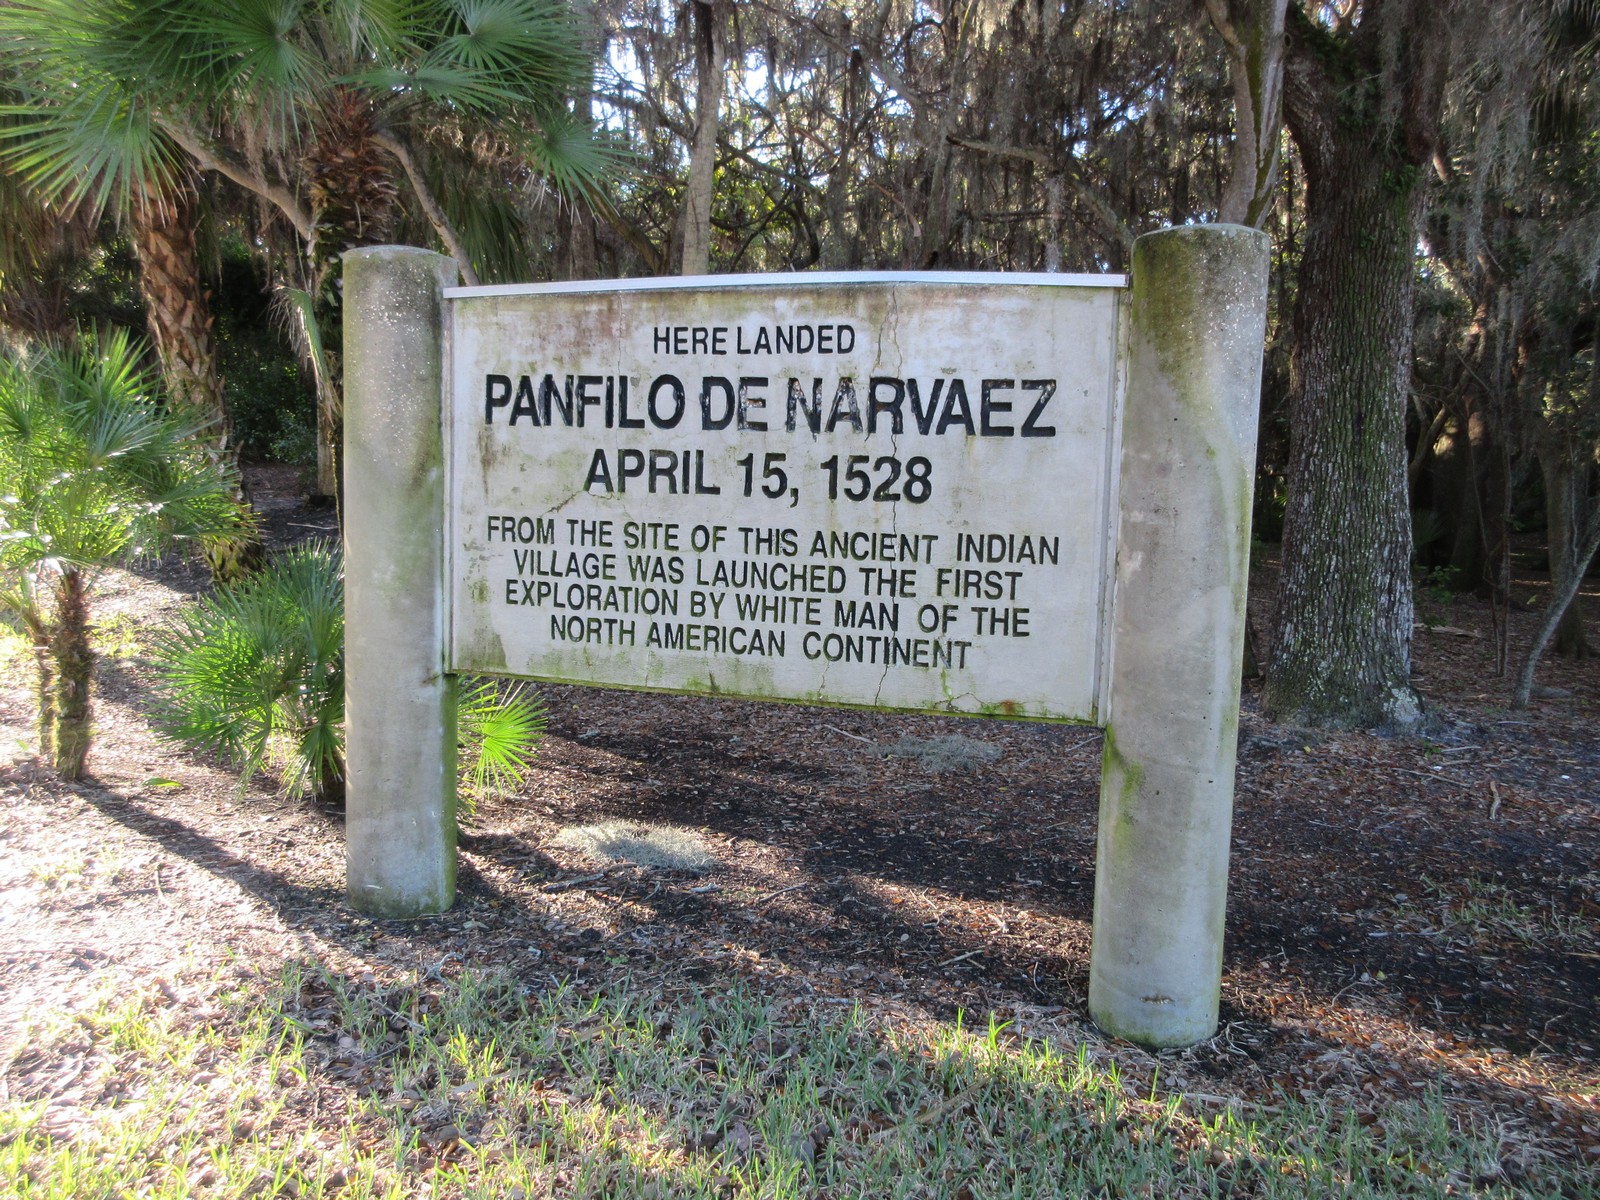 HERE LANDED
PANFILO DE NARVAEZ
APRIL 15, 1528
FROM THE SITE OF THIS ANCIENT INDIAN
VILLAGE WAS LAUNCHED THE FIRST
EXPLORATION BY WHITE MAN OF THE
NORTH AMERICAN CONTINENT